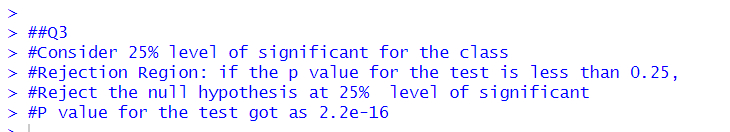 >
> ##Q3
> #Consider 25% level of significant for the class
> #Rejection Region: if the p value for the test is less than 0.25,
> #Reject the null hypothesis at 25%  level of significant
> #P value for the test got as 2.2e-16
>